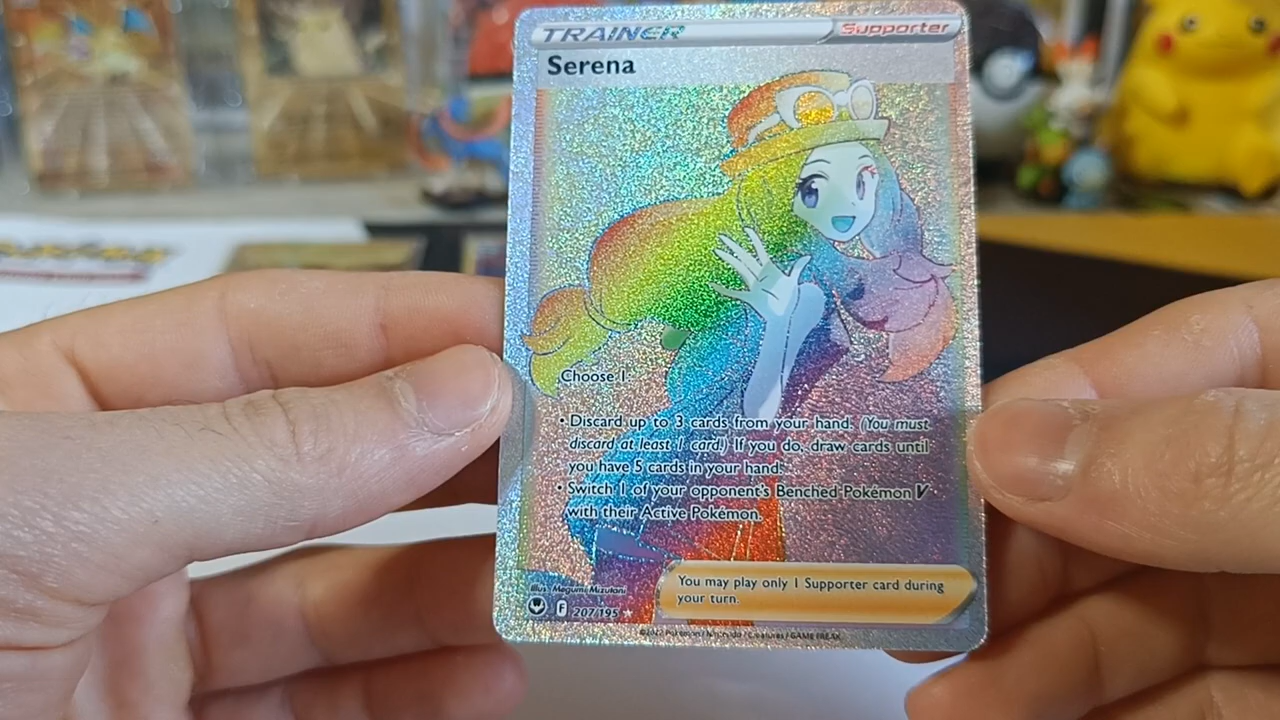 TRAINER
Supporter
Serena
Choose 1:
• Discard up to 3 cards from your hand. (You must
discard at least 1 card.) If you do, draw cards until
you have 5 cards in your hand.
• Switch 1 of your opponent's Benched Pokémon V
with their Active Pokémon.
You may play only 1 Supporter card during
your turn.
Illus. Megumi Mizutani
F 207/195
©2022 Pokémon / Nintendo / Creatures / GAME FREAK